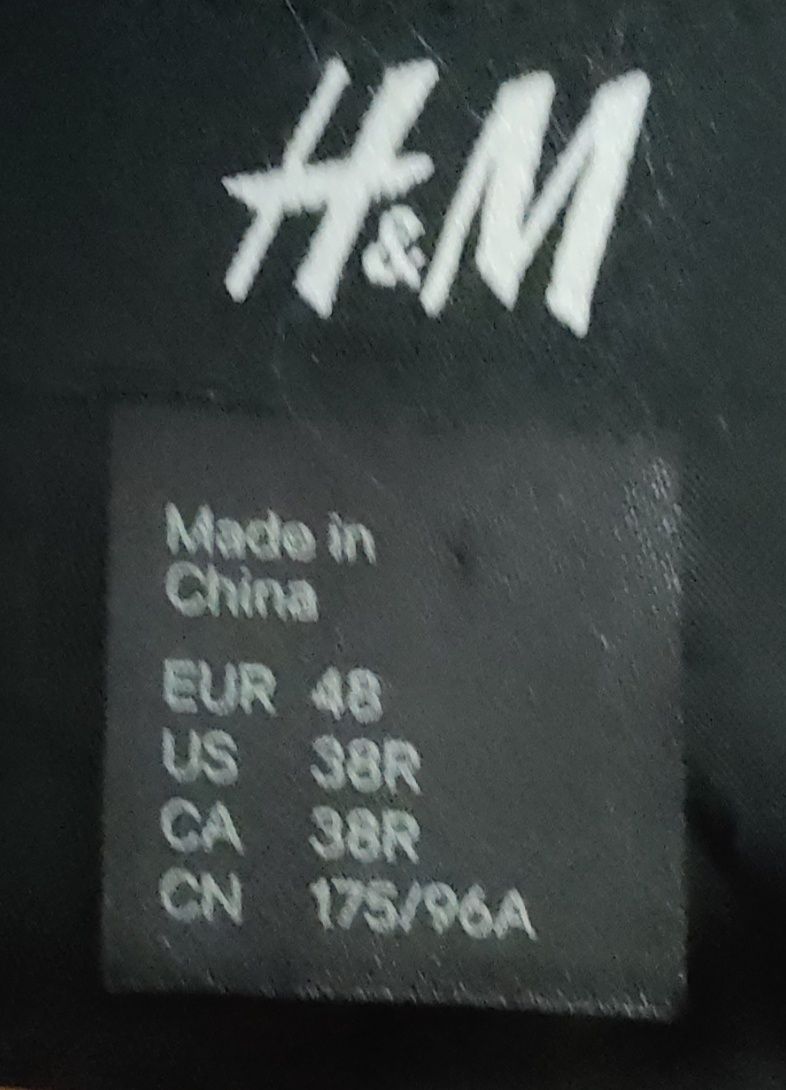 H&M
Made in
China
EUR 48
US 38R
CA 38R
CN 175/96A